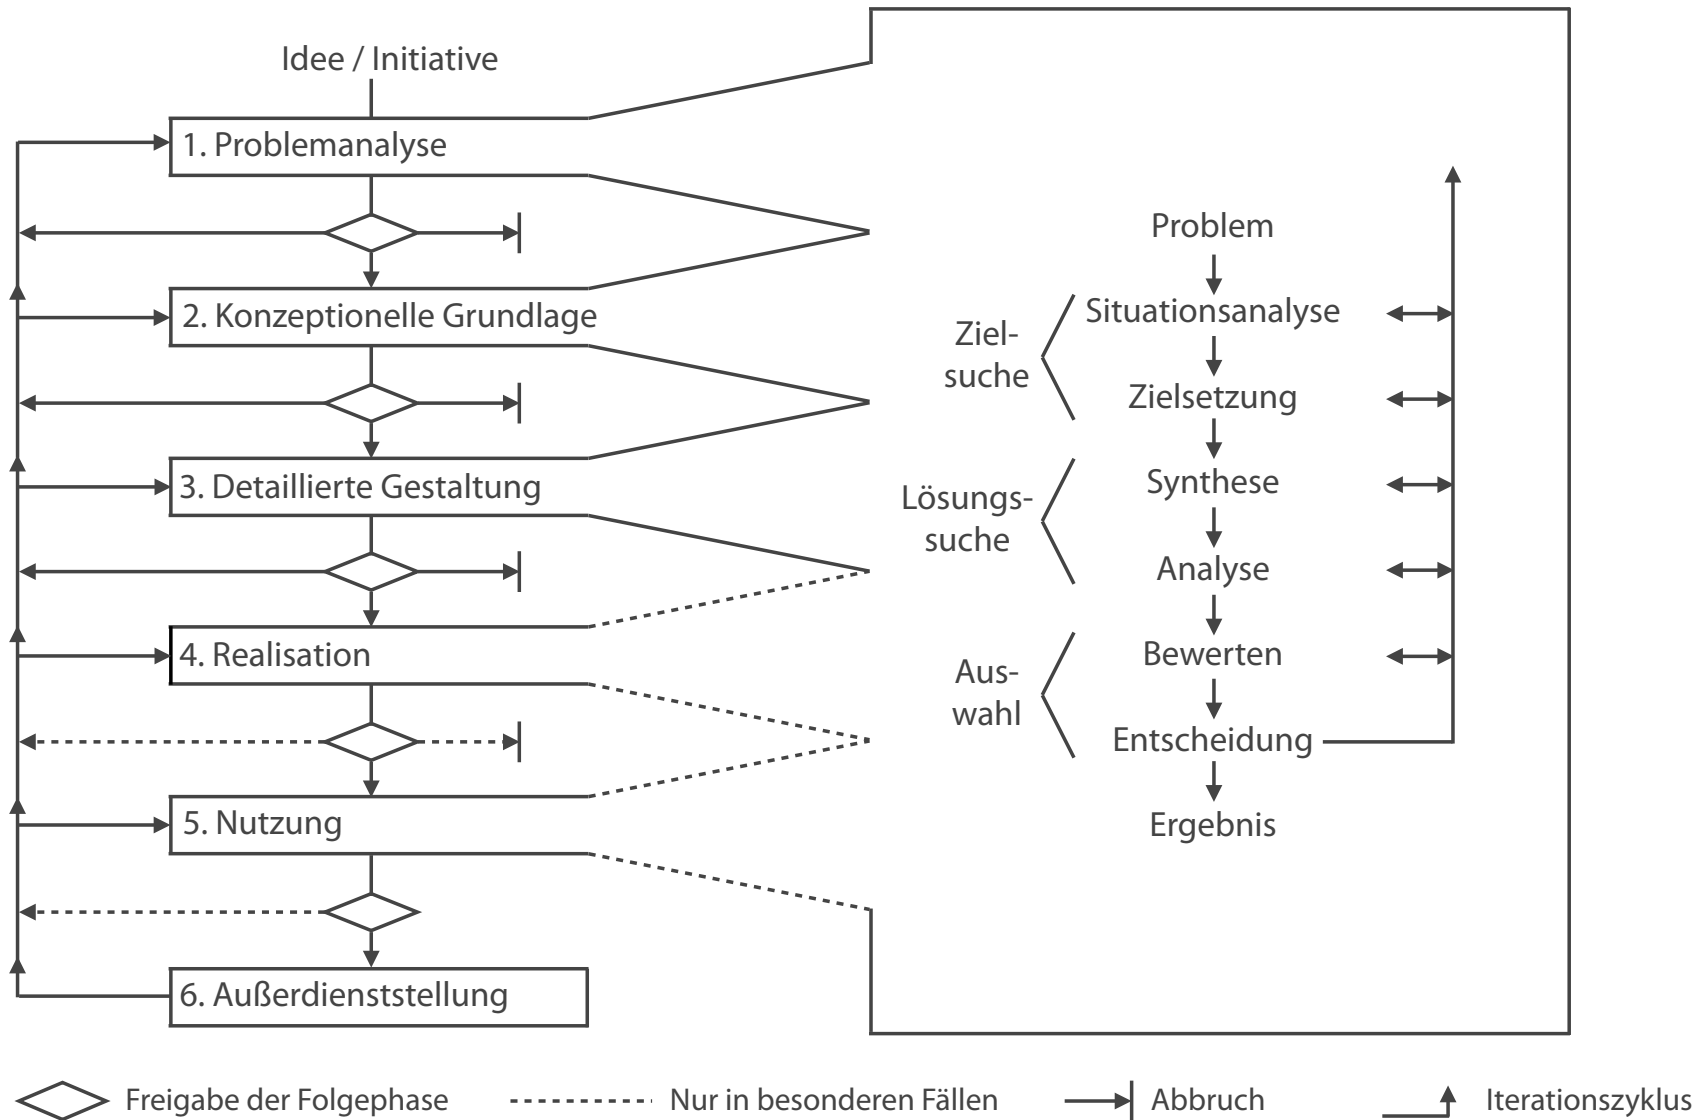 Idee / Initiative
1. Problemanalyse
2. Konzeptionelle Grundlage
3. Detaillierte Gestaltung
4. Realisation
5. Nutzung
6. Außerdienststellung
Ziel-
suche
Lösungs-
suche
Aus-
wahl
Problem
Situationsanalyse
Zielsetzung
Synthese
Analyse
Bewerten
Entscheidung
Ergebnis
Freigabe der Folgephase
Nur in besonderen Fällen
Abbruch
Iterationszyklus